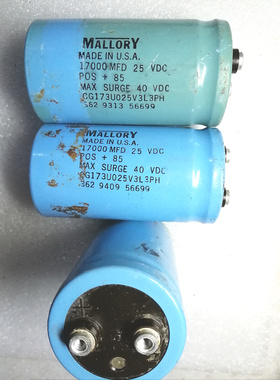 MALLORY
MADE IN U.S.A.
17000 MFD 25 VDC
POS + 85
MAX SURGE 40 VDC
CG173U025V3L3PH
362 9313 56699
MALLORY
MADE IN U.S.A.
17000 MFD 25 VDC
POS + 85
MAX SURGE 40 VDC
CG173U025V3L3PH
362 9409 56699